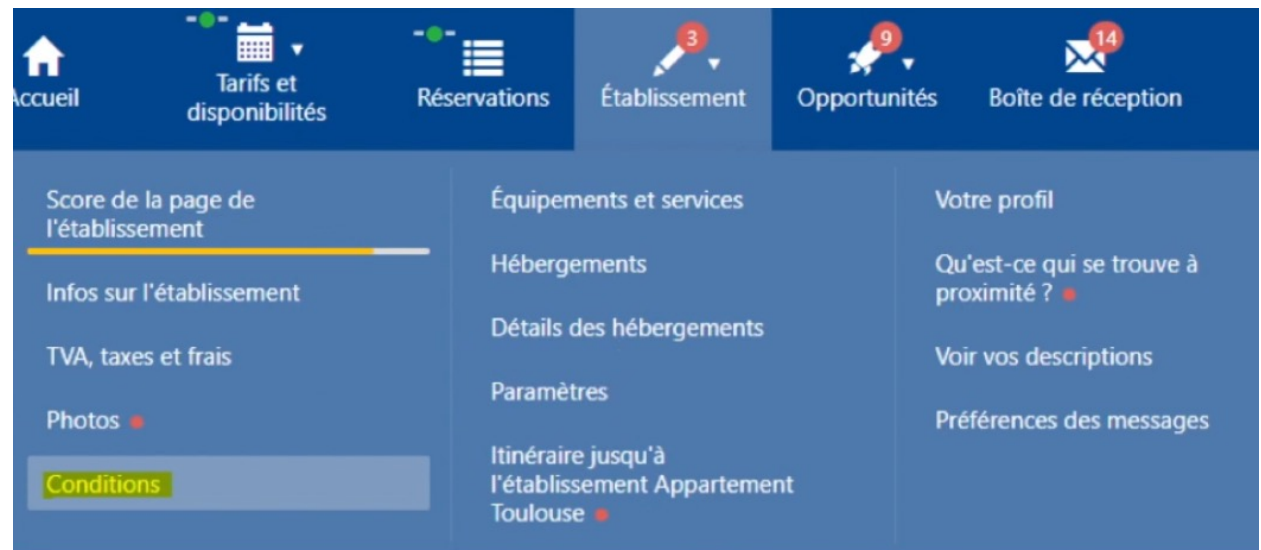 Accueil
Tarifs et
disponibilités
Réservations
3
Établissement
9
Opportunités
14
Boîte de réception
Score de la page de
l'établissement
Infos sur l'établissement
TVA, taxes et frais
Photos
Conditions
Équipements et services
Hébergements
Détails des hébergements
Paramètres
Itinéraire jusqu'à
l'établissement Appartement
Toulouse
Votre profil
Qu'est-ce qui se trouve à
proximité ?
Voir vos descriptions
Préférences des messages